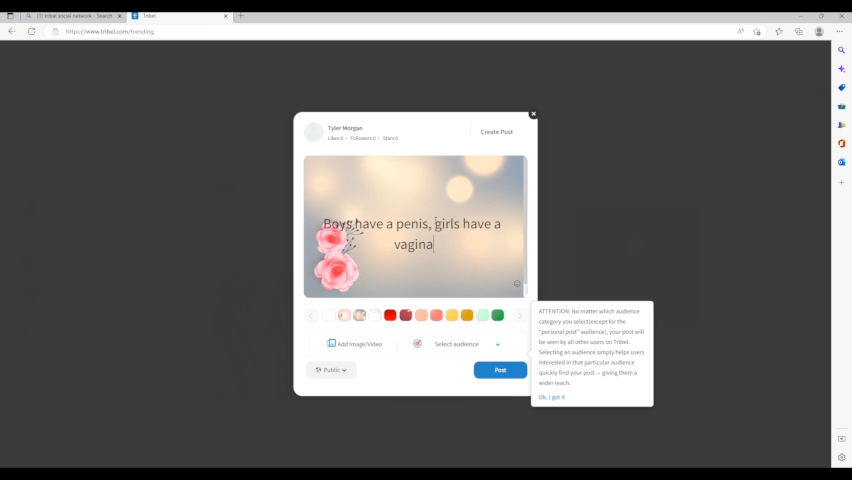 (1) tribal social network - Search
Tribel
https://www.tribel.com/trending
Tyler Morgan
Likes:0 • Followers:0 • Stars:0
Create Post
Boys have a penis, girls have a
vagina
Add Image/Video
Select audience
Public
Post
ATTENTION: No matter which audience
category you select(except for the
"personal post" audience), your post will
be seen by all other users on Tribel.
Selecting an audience simply helps users
interested in that particular audience
quickly find your post -- giving them a
wider reach.
Ok, I got it